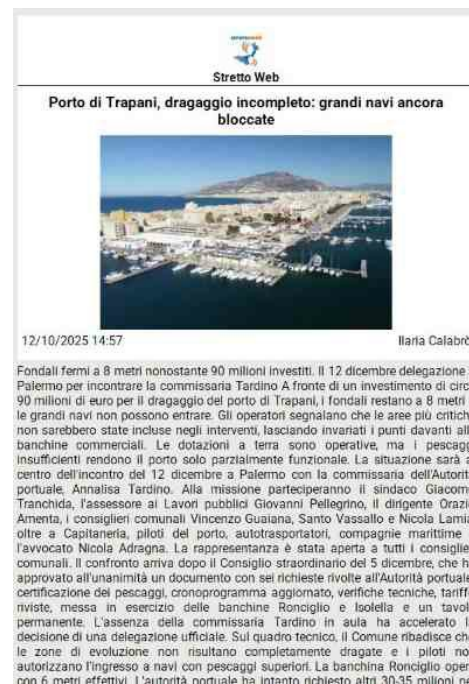 Stretto Web
Porto di Trapani, dragaggio incompleto: grandi navi ancora
bloccate
12/10/2025 14:57
Ilaria Calabrò
Fondali fermi a 8 metri nonostante 90 milioni investiti. Il 12 dicembre delegazione
Palermo per incontrare la commissaria Tardino A fronte di un investimento di circ
90 milioni di euro per il dragaggio del porto di Trapani, i fondali restano a 8 metri
le grandi navi non possono entrare. Gli operatori segnalano che le aree più critich
non sarebbero state incluse negli interventi, lasciando invariati i punti davanti all
banchine commerciali. Le dotazioni a terra sono operative, ma i pescagg
insufficienti rendono il porto solo parzialmente funzionale. La situazione sarà a
centro dell'incontro del 12 dicembre a Palermo con la commissaria dell'Autorit
portuale, Annalisa Tardino. Alla missione parteciperanno il sindaco Giacom
Tranchida, l'assessore ai Lavori pubblici Giovanni Pellegrino, il dirigente Orazi
Amenta, i consiglieri comunali Vincenzo Guaiana, Santo Vassallo e Nicola Lamia
oltre a Capitaneria, piloti del porto, autotrasportatori, compagnie marittime
l'avvocato Nicola Adragna. La rappresentanza è stata aperta a tutti i consiglie
comunali. Il confronto arriva dopo il Consiglio straordinario del 5 dicembre, che h
approvato all'unanimità un documento con sei richieste rivolte all'Autorità portuale
certificazione dei pescaggi, cronoprogramma aggiornato, verifiche tecniche, tariff
riviste, messa in esercizio delle banchine Ronciglio e Isolella e un tavol
permanente. L'assenza della commissaria Tardino in aula ha accelerato l
decisione di una delegazione ufficiale. Sul quadro tecnico, il Comune ribadisce ch
le zone di evoluzione non risultano completamente dragate e i piloti no
autorizzano l'ingresso a navi con pescaggi superiori. La banchina Ronciglio oper
con 6 metri effettivi. L'autorità portuale ha intanto richiesto altri 30-35 milioni pe